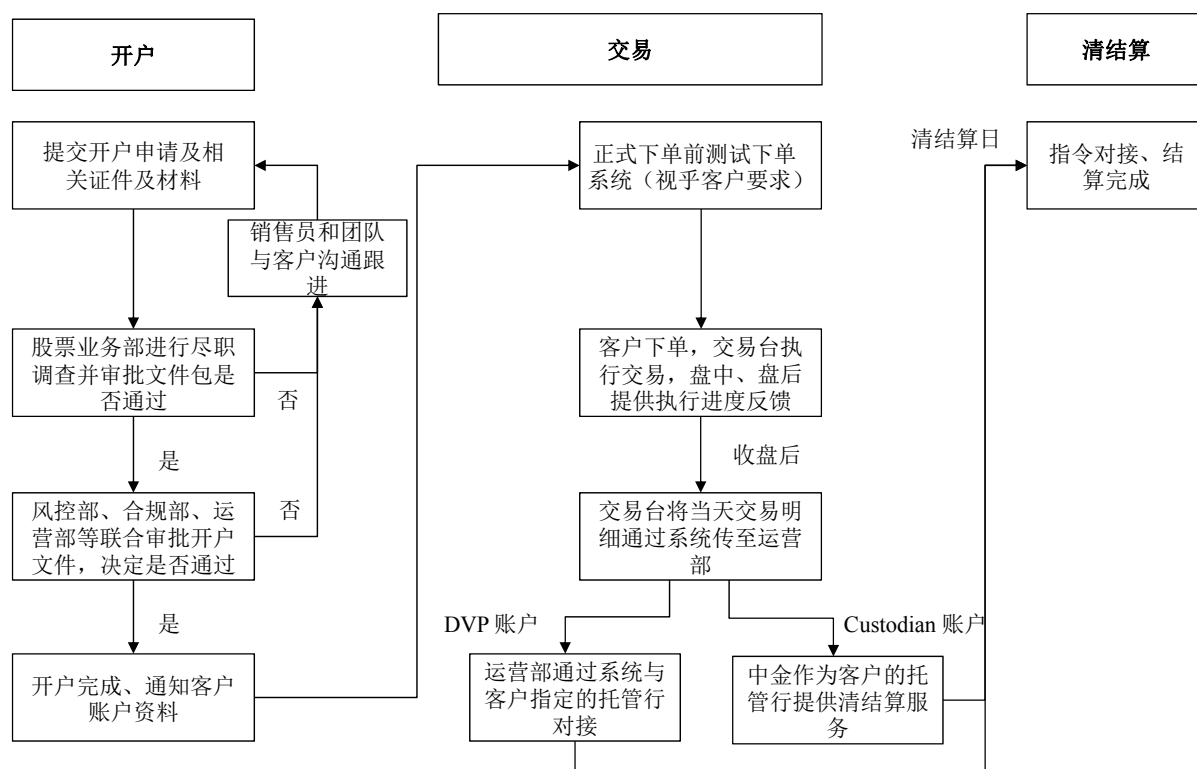 开户
交易
清结算
提交开户申请及相
关证件及材料
销售员和团队
与客户沟通跟
进
股票业务部进行尽职
调查并审批文件包是
否通过
否
是
风控部、合规部、运
营部等联合审批开户
文件，决定是否通过
否
是
开户完成、通知客户
账户资料
正式下单前测试下单
系统（视乎客户要求）
客户下单，交易台执
行交易，盘中、盘后
提供执行进度反馈
收盘后
交易台将当天交易明
细通过系统传至运营
部
DVP 账户
Custodian 账户
运营部通过系统与
客户指定的托管行
对接
中金作为客户的托
管行提供清结算服
务
清结算日
指令对接、结
算完成